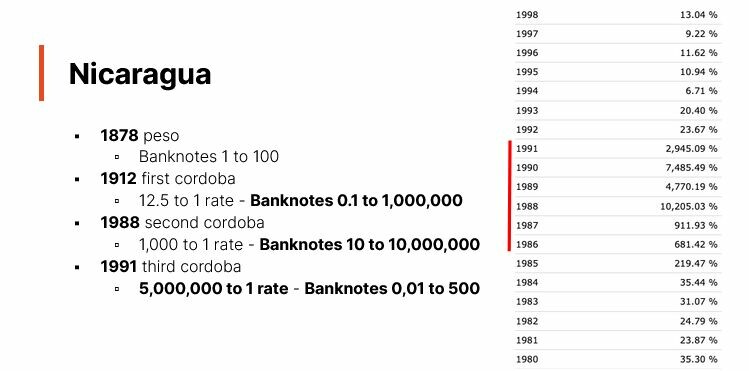 Nicaragua
▪ 1878 peso
▫ Banknotes 1 to 100
▪ 1912 first cordoba
▫ 12.5 to 1 rate - Banknotes 0.1 to 1,000,000
▪ 1988 second cordoba
▫ 1,000 to 1 rate - Banknotes 10 to 10,000,000
▪ 1991 third cordoba
▫ 5,000,000 to 1 rate - Banknotes 0,01 to 500
1998 13.04 %
1997 9.22 %
1996 11.62 %
1995 10.94 %
1994 6.71 %
1993 20.40 %
1992 23.67 %
1991 2,945.09 %
1990 7,485.49 %
1989 4,770.19 %
1988 10,205.03 %
1987 911.93 %
1986 681.42 %
1985 219.47 %
1984 35.44 %
1983 31.07 %
1982 24.79 %
1981 23.87 %
1980 35.30 %